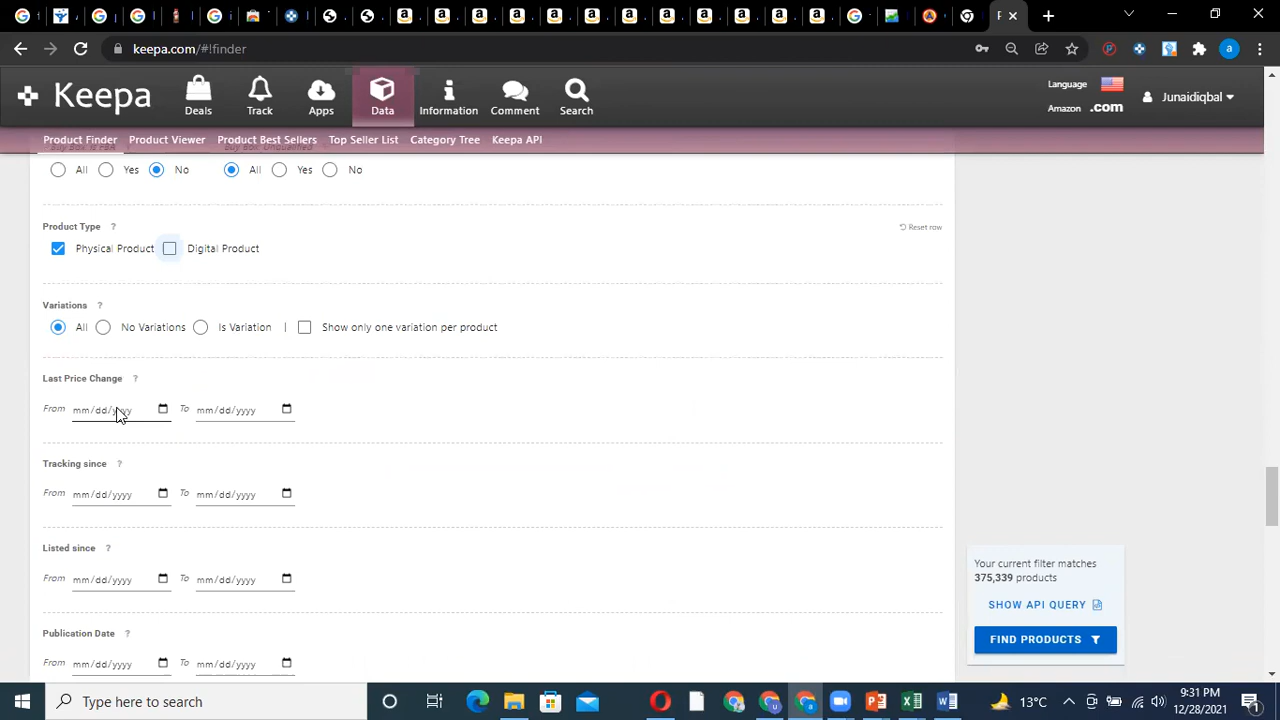 keepa.com/#!finder
Keepa
Deals
Track
Apps
Data
Information
Comment
Search
Language
Amazon .com
Junaidiqbal
Product Finder
Product Viewer
Product Best Sellers
Top Seller List
Category Tree
Keepa API
All Yes No
All Yes No
Product Type ?
Reset row
Physical Product
Digital Product
Variations ?
All No Variations Is Variation | Show only one variation per product
Last Price Change ?
From mm/dd/yyyy To mm/dd/yyyy
Tracking since ?
From mm/dd/yyyy To mm/dd/yyyy
Listed since ?
From mm/dd/yyyy To mm/dd/yyyy
Publication Date ?
From mm/dd/yyyy To mm/dd/yyyy
Your current filter matches
375,339 products
SHOW API QUERY
FIND PRODUCTS
Type here to search
13°C
9:31 PM
12/28/2021